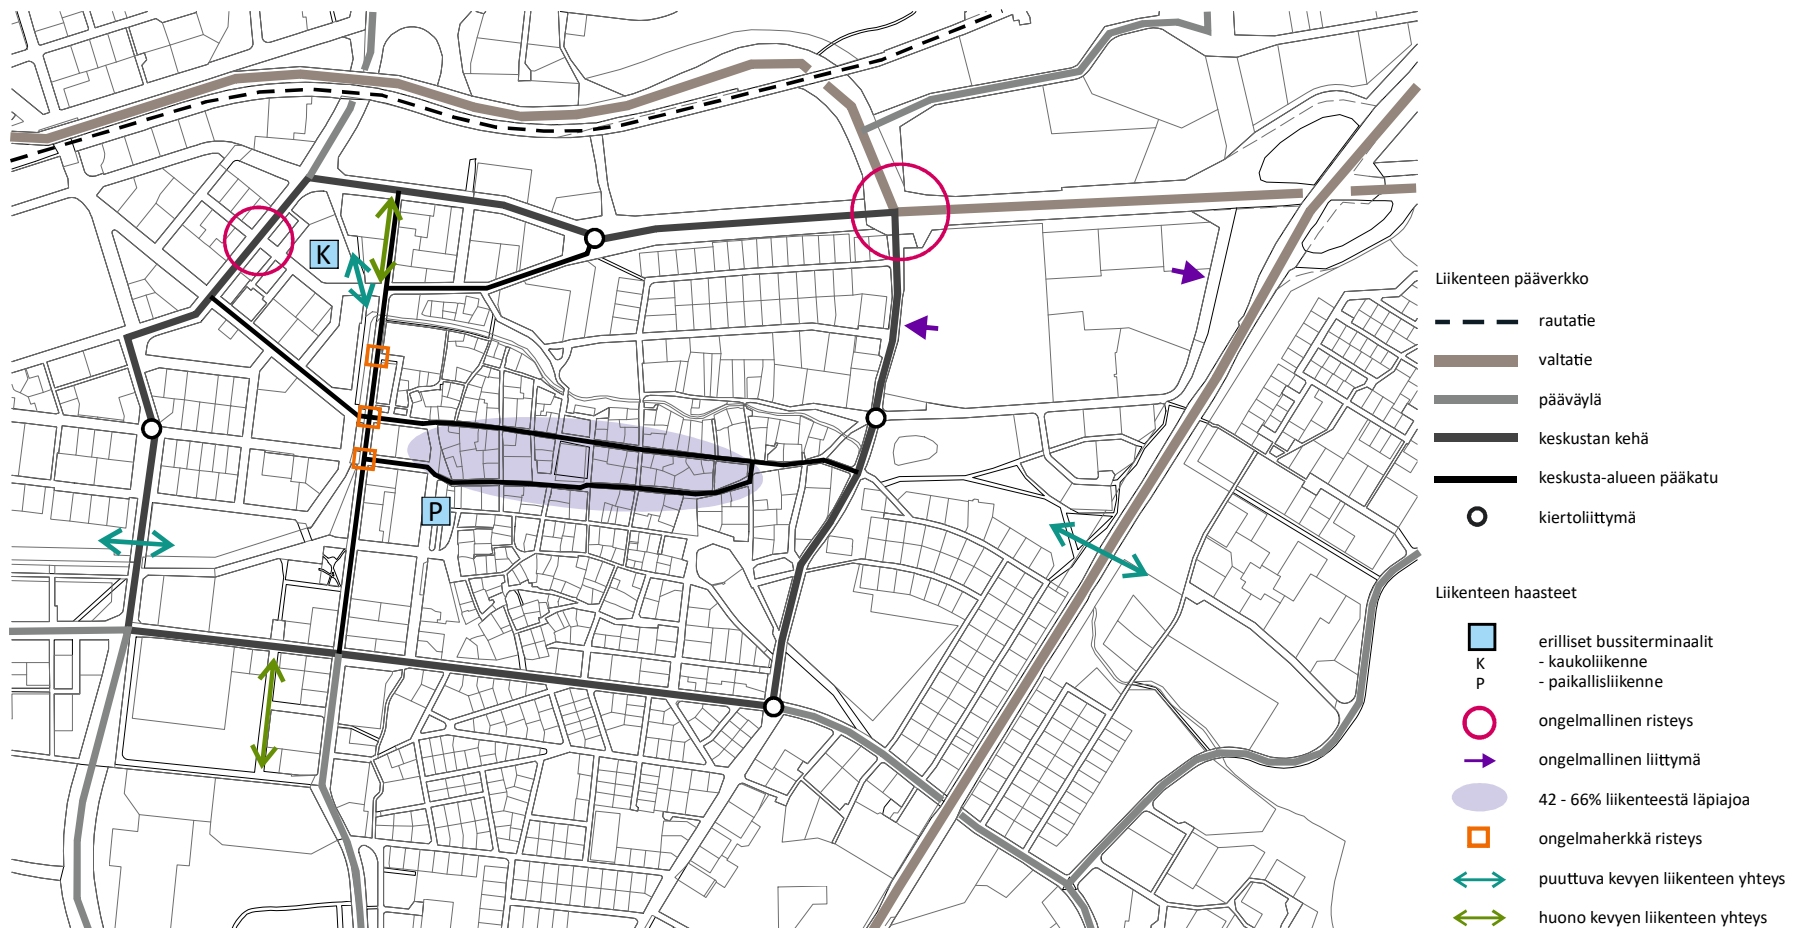 K
P
Liikenteen pääverkko
rautatie
valtatie
pääväylä
keskustan kehä
keskusta-alueen pääkatu
kiertoliittymä
Liikenteen haasteet
erilliset bussiterminaalit
K - kaukoliikenne
P - paikallisliikenne
ongelmallinen risteys
ongelmallinen liittymä
42 - 66% liikenteestä läpiajoa
ongelmaherkkä risteys
puuttuva kevyen liikenteen yhteys
huono kevyen liikenteen yhteys